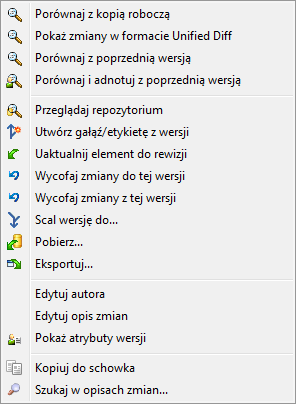 Porównaj z kopią roboczą
Pokaż zmiany w formacie Unified Diff
Porównaj z poprzednią wersją
Porównaj i adnotuj z poprzednią wersją
Przeglądaj repozytorium
Utwórz gałąź/etykietę z wersji
Uaktualnij element do rewizji
Wycofaj zmiany do tej wersji
Wycofaj zmiany z tej wersji
Scal wersję do...
Pobierz...
Eksportuj...
Edytuj autora
Edytuj opis zmian
Pokaż atrybuty wersji
Kopiuj do schowka
Szukaj w opisach zmian...